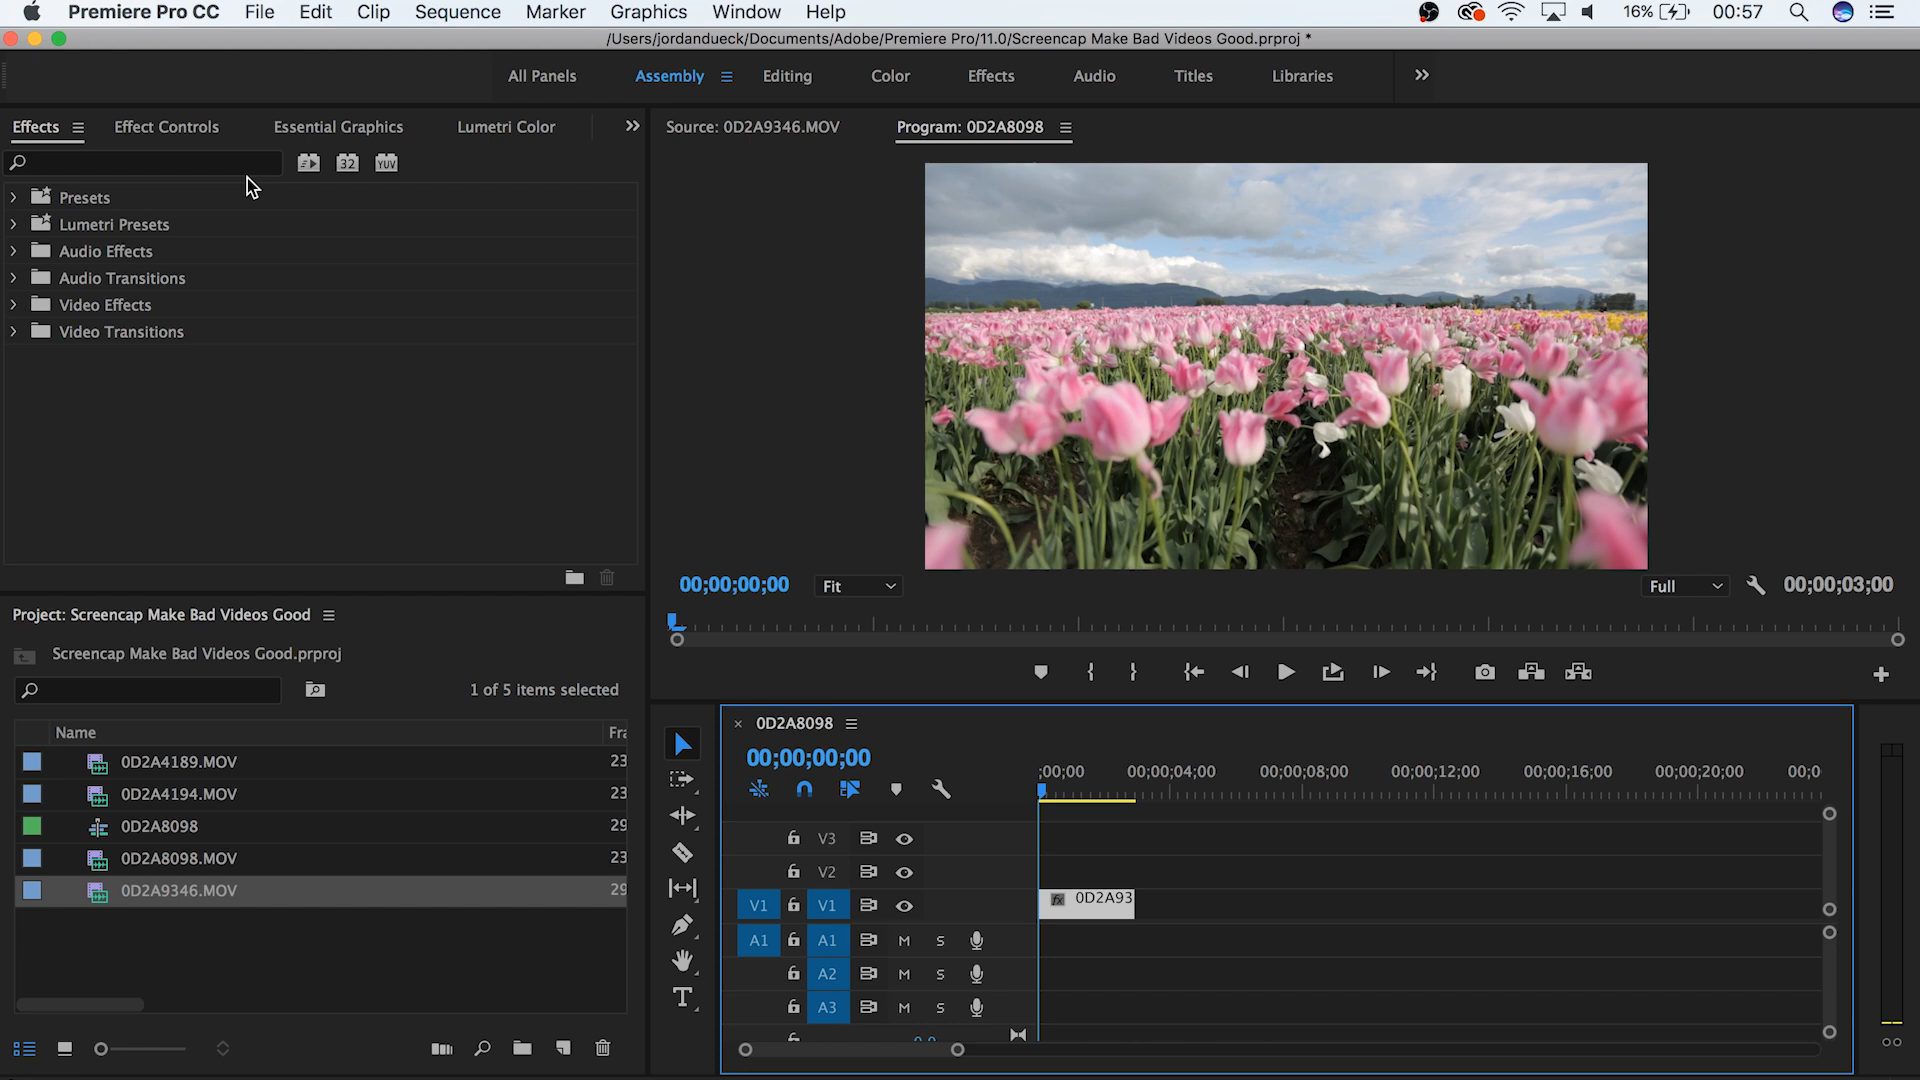 Premiere Pro CC File Edit Clip Sequence Marker Graphics Window Help 16% 00:57
/Users/jordandueck/Documents/Adobe/Premiere Pro/11.0/Screencap Make Bad Videos Good.prproj *
All Panels Assembly Editing Color Effects Audio Titles Libraries
Effects Effect Controls Essential Graphics Lumetri Color
32 YUV
Presets
Lumetri Presets
Audio Effects
Audio Transitions
Video Effects
Video Transitions
Source: 0D2A9346.MOV Program: 0D2A8098
00;00;00;00 Fit Full 00;00;03;00
Project: Screencap Make Bad Videos Good
Screencap Make Bad Videos Good.prproj
1 of 5 items selected
Name Fra
0D2A4189.MOV 23
0D2A4194.MOV 23
0D2A8098 29
0D2A8098.MOV 23
0D2A9346.MOV 29
T
0D2A8098
00;00;00;00
;00;00 00;00;04;00 00;00;08;00 00;00;12;00 00;00;16;00 00;00;20;00 00;0
V3
V2
V1 V1 fx 0D2A93
A1 A1 M S
A2 M S
A3 M S